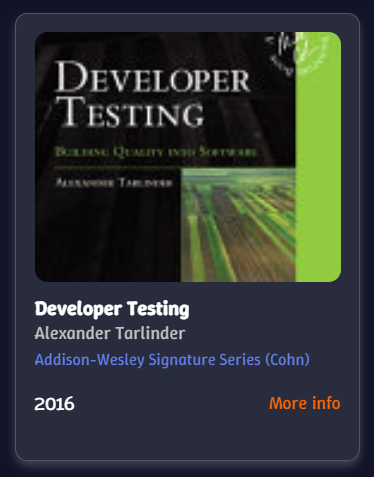 DEVELOPER
TESTING
BUILDING QUALITY INTO SOFTWARE
ALEXANDER TARLINDER
Developer Testing
Alexander Tarlinder
Addison-Wesley Signature Series (Cohn)
2016
More info